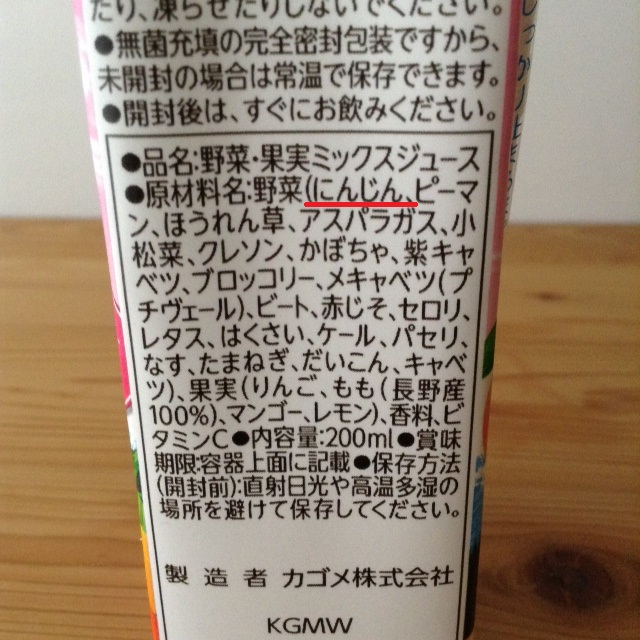 たり、凍らせたりしないでください。
●無菌充填の完全密封包装ですから、
未開封の場合は常温で保存できます。
●開封後は、すぐにお飲みください。
●品名:野菜・果実ミックスジュース
●原材料名:野菜(にんじん、ピーマ
ン、ほうれん草、アスパラガス、小
松菜、クレソン、かぼちゃ、紫キャ
ベツ、ブロッコリー、メキャベツ(プ
チヴェール)、ビート、赤じそ、セロリ、
レタス、はくさい、ケール、パセリ、
なす、たまねぎ、だいこん、キャベ
ツ)、果実(りんご、もも(長野産
100%)、マンゴー、レモン)、香料、ビ
タミンC●内容量:200ml●賞味
期限:容器上面に記載●保存方法
(開封前):直射日光や高温多湿の
場所を避けて保存してください。
製造者 カゴメ株式会社
KGMW